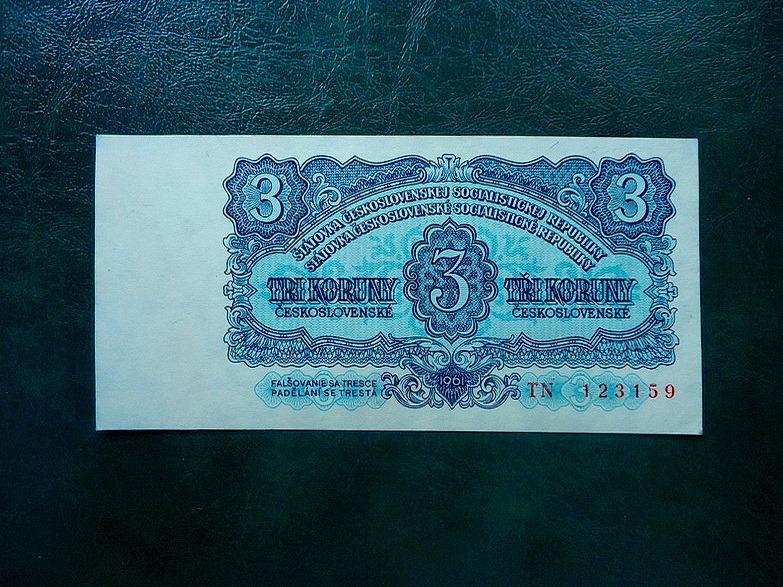 3
3
ŠTÁTOVKA ČESKOSLOVENSKEJ SOCIALISTICKEJ REPUBLIKY
STÁTOVKA ČESKOSLOVENSKÉ SOCIALISTICKÉ REPUBLIKY
3
TRI KORUNY
ČESKOSLOVENSKÉ
TŘI KORUNY
ČESKOSLOVENSKÉ
FALŠOVANIE SA TRESCE
PADĚLÁNÍ SE TRESTÁ
1961
TN 123159